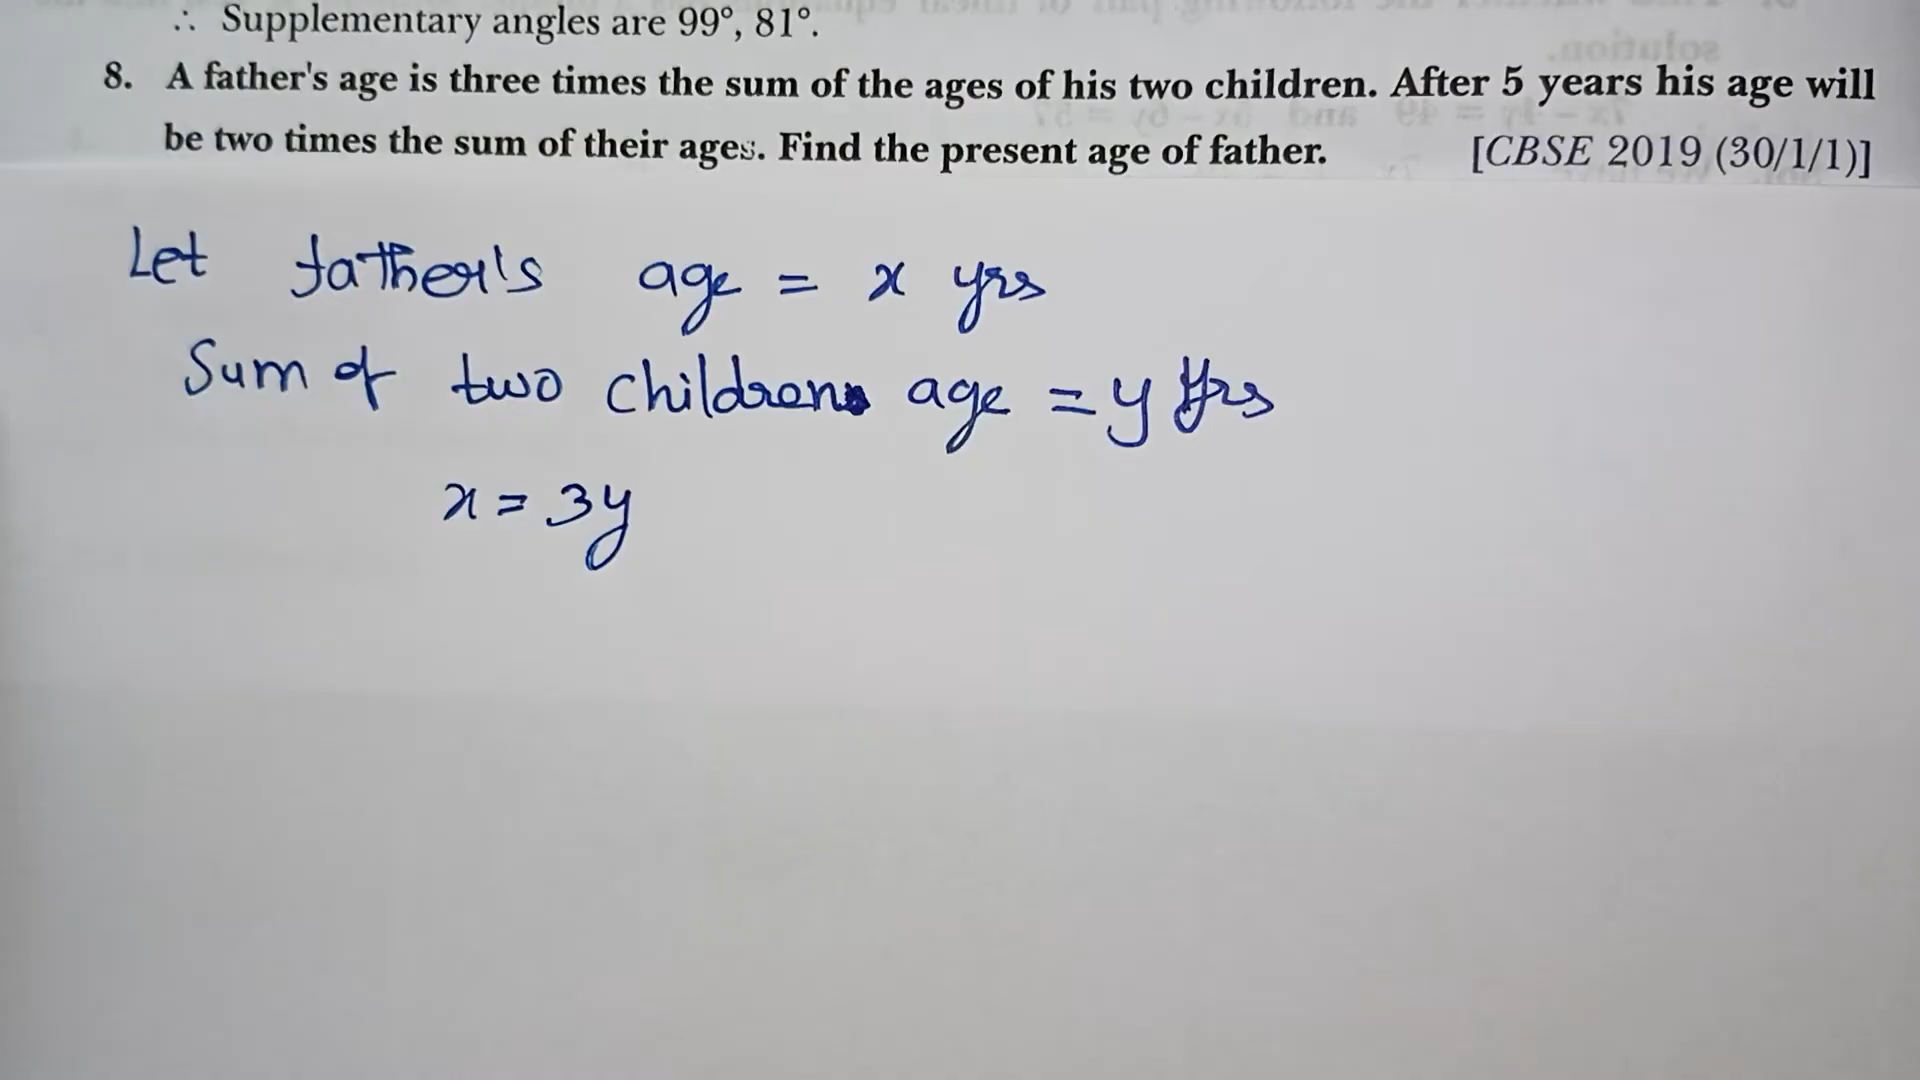 ∴ Supplementary angles are 99°, 81°.
8. A father's age is three times the sum of the ages of his two children. After 5 years his age will
be two times the sum of their ages. Find the present age of father. [CBSE 2019 (30/1/1)]
Let father's age = x yrs
Sum of two children age = y yrs
x = 3y